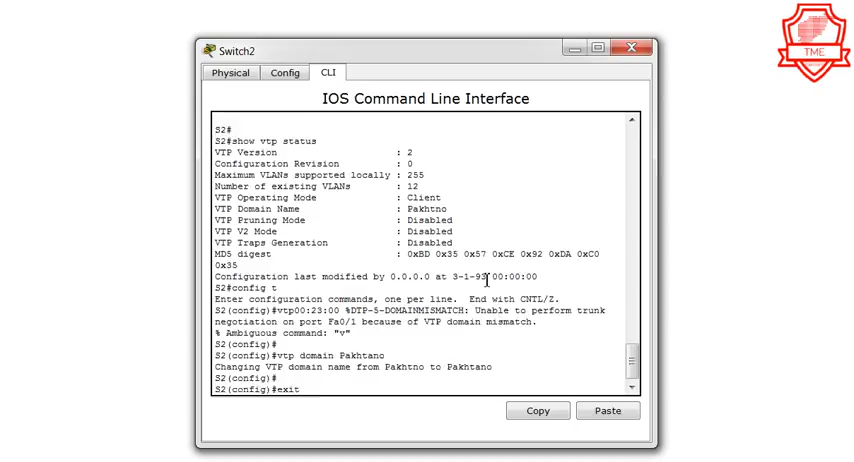 TME
Switch2
Physical Config CLI
IOS Command Line Interface
S2#
S2#show vtp status
VTP Version : 2
Configuration Revision : 0
Maximum VLANs supported locally : 255
Number of existing VLANs : 12
VTP Operating Mode : Client
VTP Domain Name : Pakhtno
VTP Pruning Mode : Disabled
VTP V2 Mode : Disabled
VTP Traps Generation : Disabled
MD5 digest : 0xBD 0x35 0x57 0xCE 0x92 0xDA 0xC0
0x35
Configuration last modified by 0.0.0.0 at 3-1-93 00:00:00
S2#config t
Enter configuration commands, one per line. End with CNTL/Z.
S2(config)#vtp00:23:00 %DTP-5-DOMAINMISMATCH: Unable to perform trunk
negotiation on port Fa0/1 because of VTP domain mismatch.
% Ambiguous command: "v"
S2(config)#
S2(config)#vtp domain Pakhtano
Changing VTP domain name from Pakhtno to Pakhtano
S2(config)#
S2(config)#exit
Copy Paste